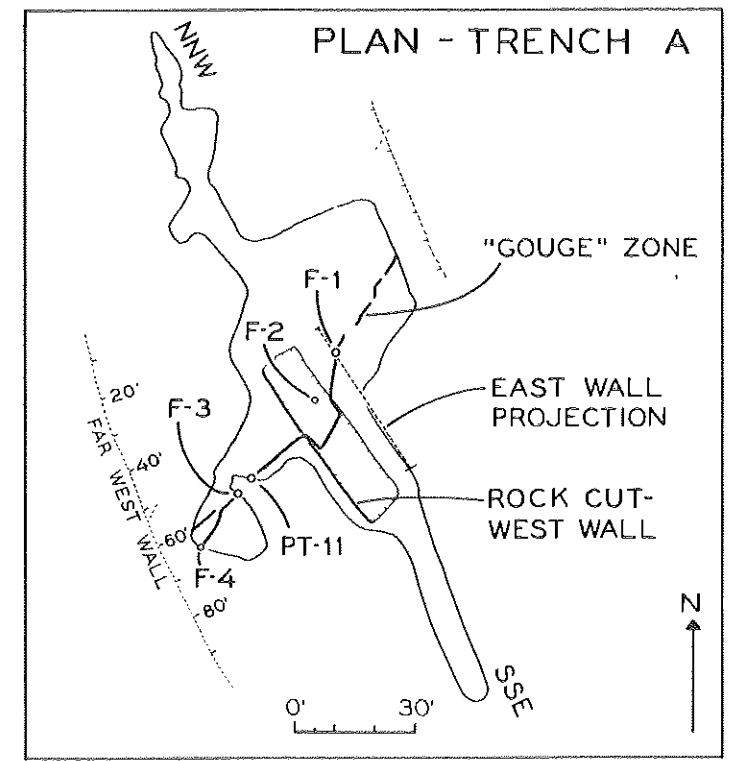 PLAN - TRENCH A
NNW
"GOUGE" ZONE
F-1
F-2
EAST WALL
PROJECTION
20'
F-3
FAR WEST WALL
40'
ROCK CUT-
WEST WALL
60'
PT-11
F-4
80'
N
SSE
0'
30'